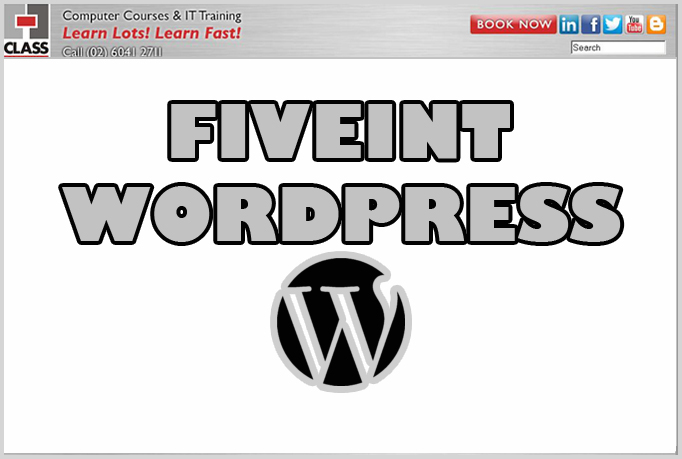 CLASS
Computer Courses & IT Training
Learn Lots! Learn Fast!
Call (02) 6041 2711
BOOK NOW
in f You Tube
Search
FIVEINT
WORDPRESS
W